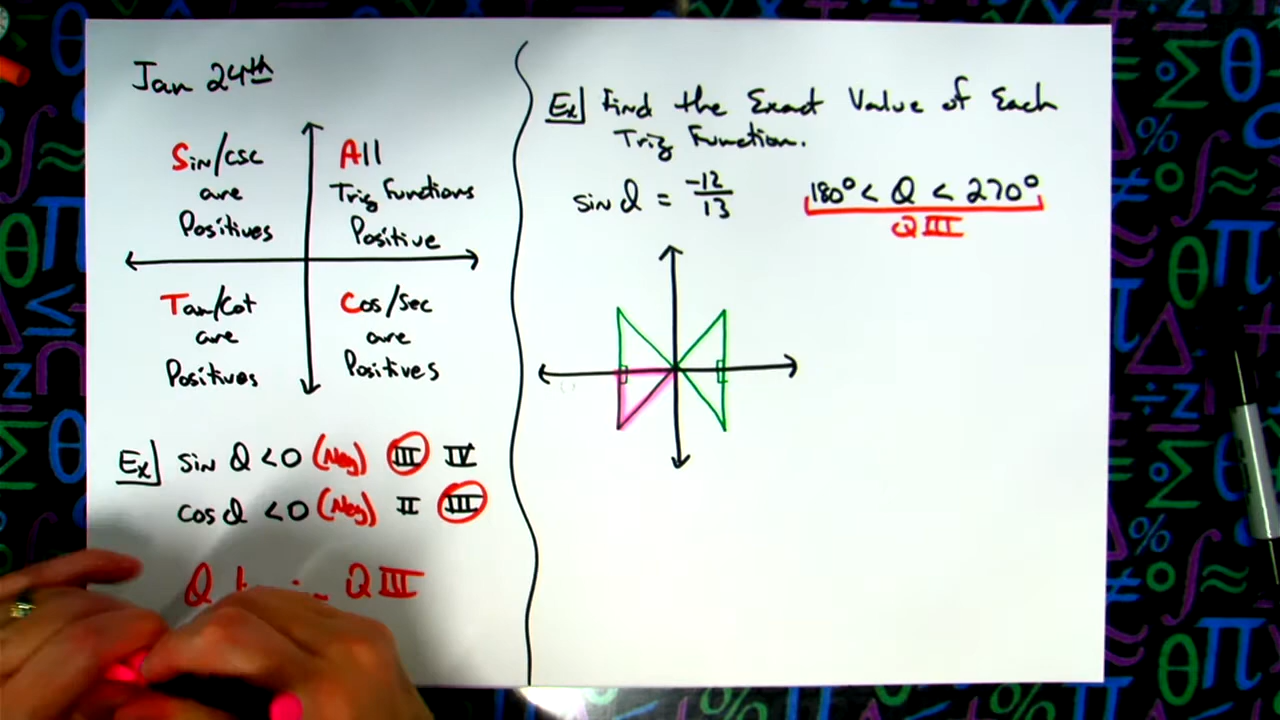 Jan 24th
Sin/csc
are
Positives
All
Trig Functions
Positive
Tan/Cot
are
Positives
Cos/Sec
are
Positives
Ex] sin θ < 0 (Neg) III IV
cos θ < 0 (Neg) II III
θ QIII
Ex] Find the Exact Value of Each
Trig Function.
sin θ = -12/13 180° < θ < 270°
QIII